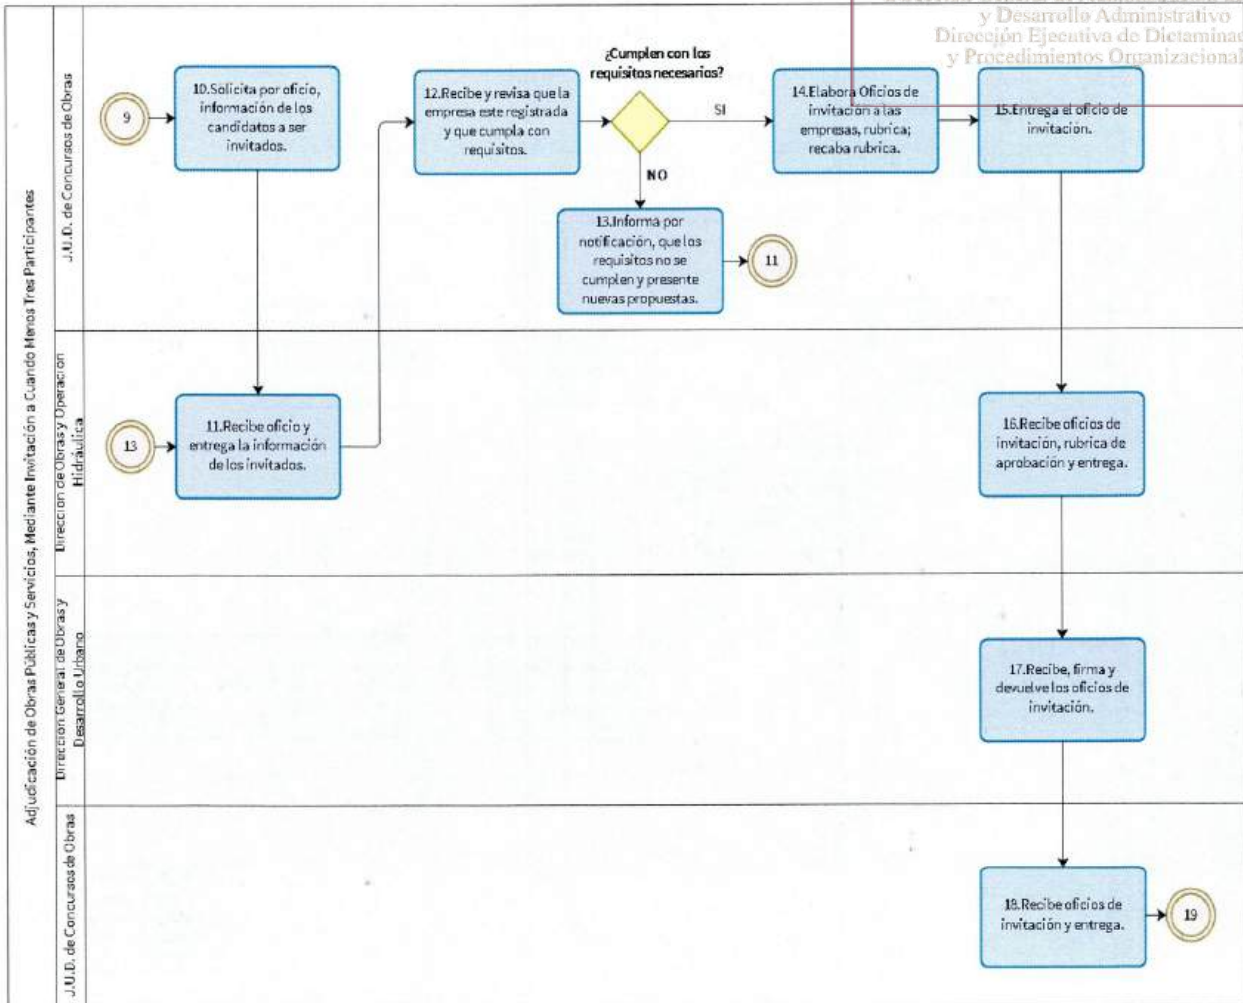 y Desarrollo Administrativo
Dirección Ejecutiva de
y Procedimientos
Adjudicación de Obras Públicas y Servicios, Mediante Invitación a Cuando Menos Tres Participantes
J.U.D. de Concursos de Obras
9
10.Solicita por oficio,
información de los
candidatos a ser
invitados.
12.Recibe y revisa que la
empresa este registrada
y que cumpla con
requisitos.
¿Cumplen con los
requisitos necesarios?
SI
NO
13.Informa por
notificación, que los
requisitos no se
cumplen y presente
nuevas propuestas.
11
14.Elabora Oficios de
invitación a las
empresas, rubrica;
recaba rubrica.
15.Entrega el oficio de
invitación.
Dirección de Obras y Operación
Hidráulica
13
11.Recibe oficio y
entrega la información
de los invitados.
16.Recibe oficios de
invitación, rubrica de
aprobación y entrega.
Dirección General de Obras y
Desarrollo Urbano
17.Recibe, firma y
devuelve los oficios de
invitación.
J.U.D. de Concursos de Obras
18.Recibe oficios de
invitación y entrega.
19